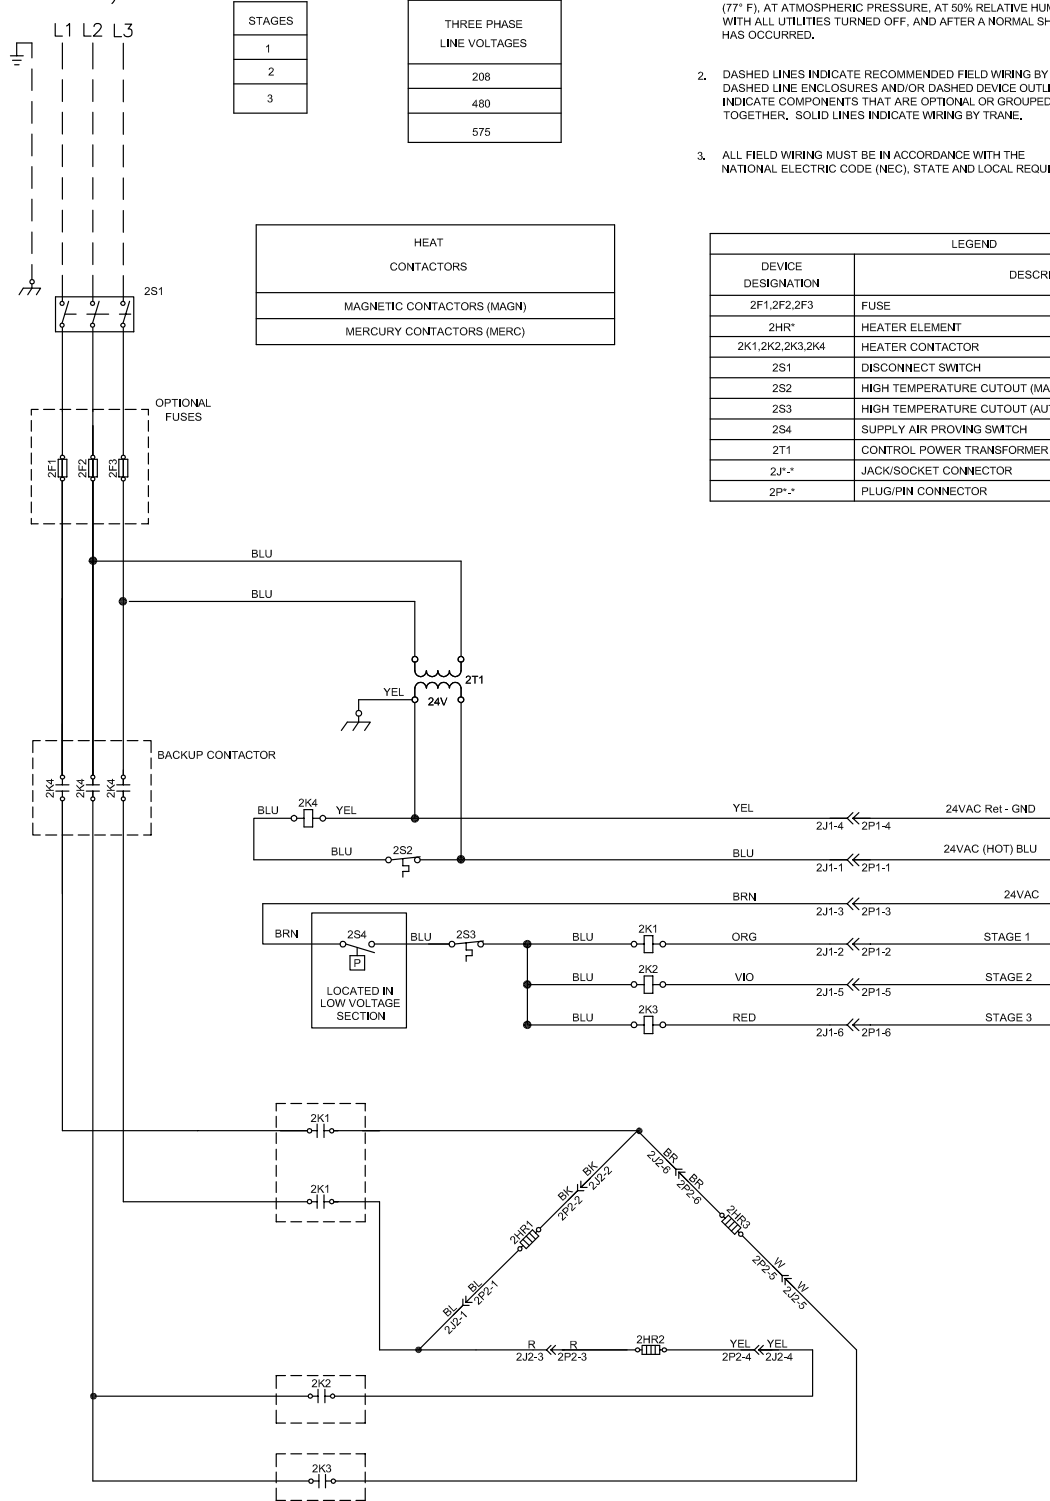 L1 L2 L3
STAGES
1
2
3
THREE PHASE
LINE VOLTAGES
208
480
575
(77° F), AT ATMOSPHERIC PRESSURE, AT 50% RELATIVE
WITH ALL UTILITIES TURNED OFF, AND AFTER A NORMAL
HAS OCCURRED.
2. DASHED LINES INDICATE RECOMMENDED FIELD WIRING BY
DASHED LINE ENCLOSURES AND/OR DASHED DEVICE
INDICATE COMPONENTS THAT ARE OPTIONAL OR GROUPED
TOGETHER. SOLID LINES INDICATE WIRING BY TRANE.
3. ALL FIELD WIRING MUST BE IN ACCORDANCE WITH THE
NATIONAL ELECTRIC CODE (NEC), STATE AND LOCAL
HEAT
CONTACTORS
MAGNETIC CONTACTORS (MAGN)
MERCURY CONTACTORS (MERC)
LEGEND
DEVICE
DESIGNATION
2F1,2F2,2F3 FUSE
2HR* HEATER ELEMENT
2K1,2K2,2K3,2K4 HEATER CONTACTOR
2S1 DISCONNECT SWITCH
2S2 HIGH TEMPERATURE CUTOUT
2S3 HIGH TEMPERATURE CUTOUT
2S4 SUPPLY AIR PROVING SWITCH
2T1 CONTROL POWER TRANSFORMER
2J*-* JACK/SOCKET CONNECTOR
2P*-* PLUG/PIN CONNECTOR
2S1
OPTIONAL
FUSES
2F1 2F2 2F3
BLU
BLU
2T1
YEL
24V
BACKUP CONTACTOR
2K4 2K4 2K4
BLU 2K4 YEL YEL 2J1-4 2P1-4 24VAC Ret - GND
BLU 2S2 BLU 2J1-1 2P1-1 24VAC (HOT) BLU
BRN 2J1-3 2P1-3 24VAC
BRN 2S4 BLU 2S3 BLU 2K1 ORG 2J1-2 2P1-2 STAGE 1
P
LOCATED IN
LOW VOLTAGE
SECTION
BLU 2K2 VIO 2J1-5 2P1-5 STAGE 2
BLU 2K3 RED 2J1-6 2P1-6 STAGE 3
2K1
2K1
BK 2J2-2
BK 2P2-2
2HR1
BL 2P2-1
BL 2J2-1
BR 2J2-6
BR 2P2-6
2HR3
W 2P2-5
W 2J2-5
R R 2HR2 YEL YEL
2J2-3 2P2-3 2P2-4 2J2-4
2K2
2K3